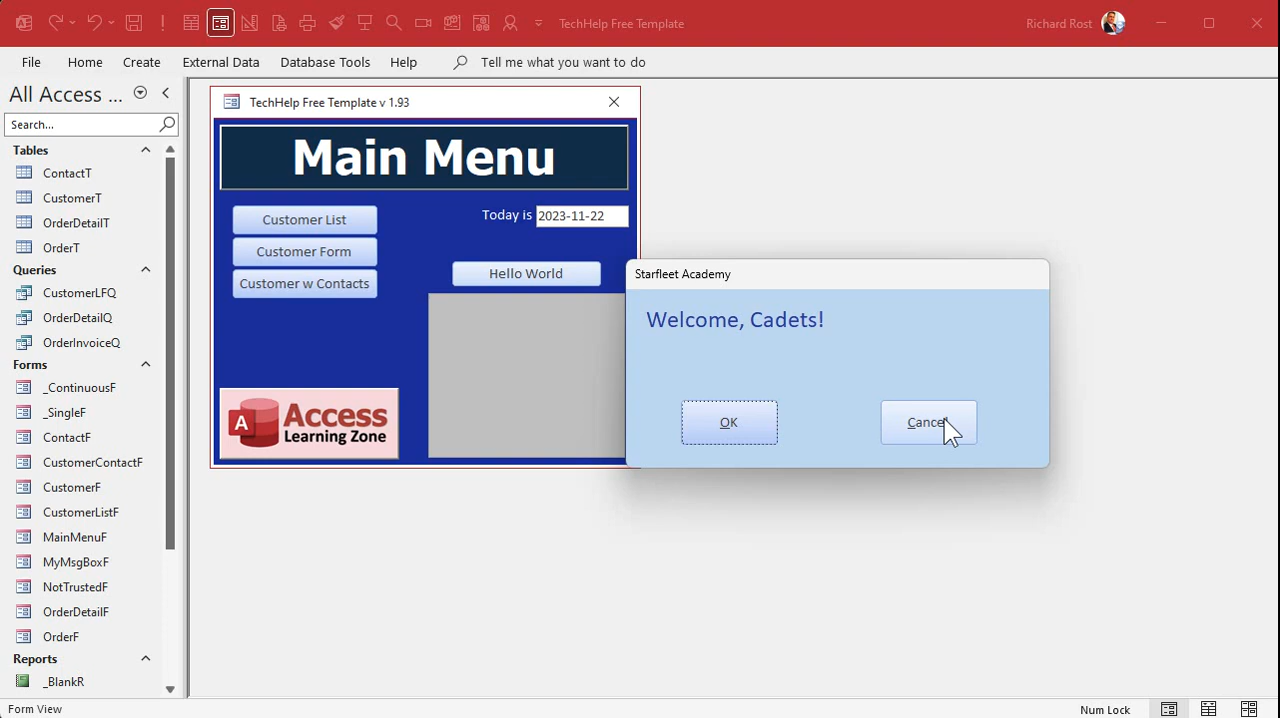 TechHelp Free Template
Richard Rost
File
Home
Create
External Data
Database Tools
Help
Tell me what you want to do
All Access ...
Search...
Tables
ContactT
CustomerT
OrderDetailT
OrderT
Queries
CustomerLFQ
OrderDetailQ
OrderInvoiceQ
Forms
_ContinuousF
_SingleF
ContactF
CustomerContactF
CustomerF
CustomerListF
MainMenuF
MyMsgBoxF
NotTrustedF
OrderDetailF
OrderF
Reports
_BlankR
TechHelp Free Template v 1.93
Main Menu
Customer List
Customer Form
Customer w Contacts
Today is 2023-11-22
Hello World
A Access
Learning Zone
Starfleet Academy
Welcome, Cadets!
OK
Cancel
Form View
Num Lock